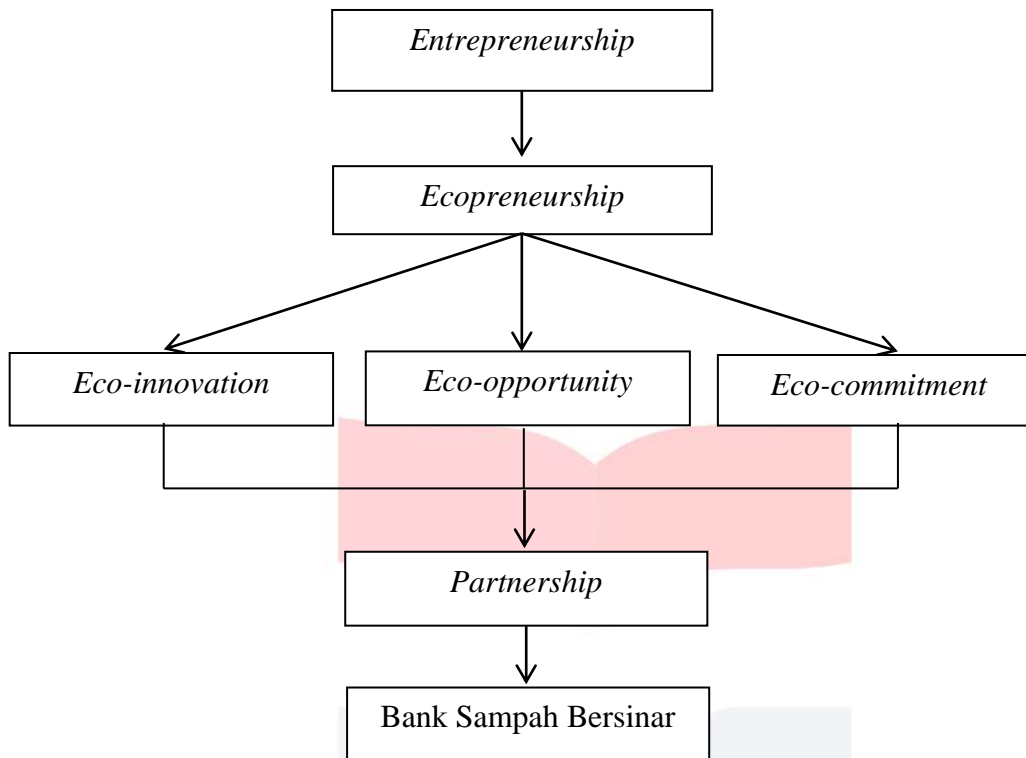 Entrepreneurship
Ecopreneurship
Eco-innovation
Eco-opportunity
Eco-commitment
Partnership
Bank Sampah Bersinar